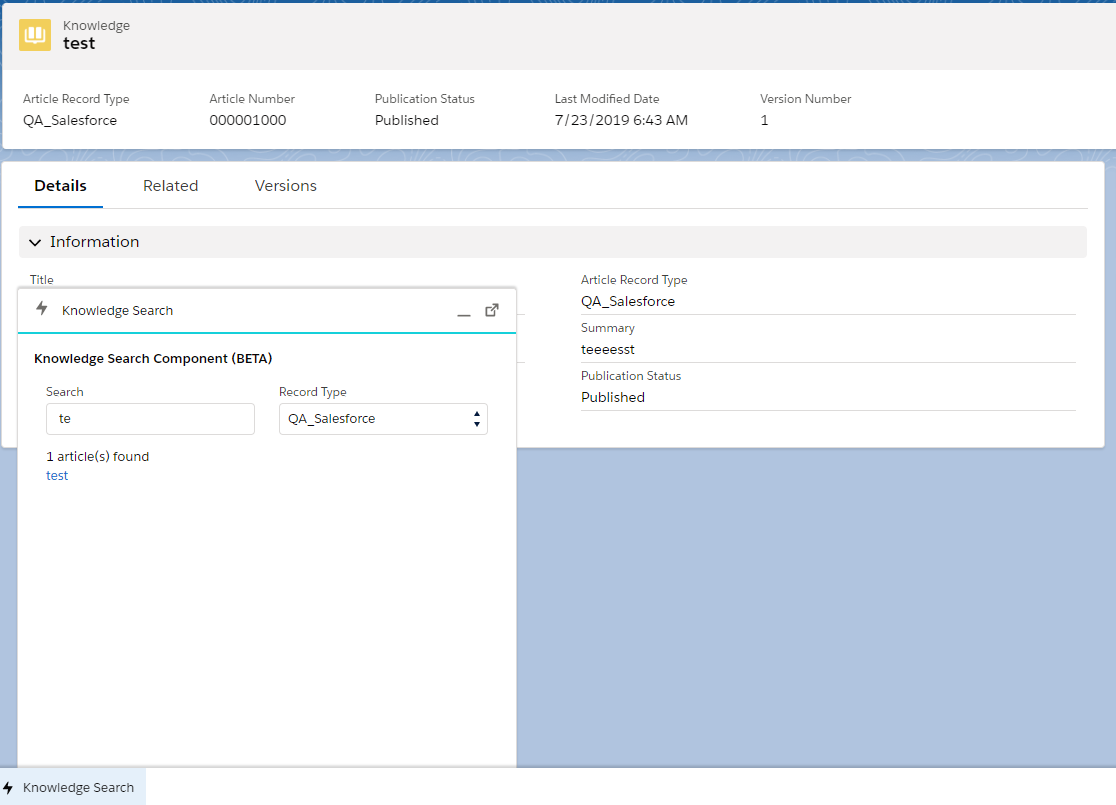 Knowledge
test
Article Record Type
Article Number
Publication Status
Last Modified Date
Version Number
QA_Salesforce
000001000
Published
7/23/2019 6:43 AM
1
Details
Related
Versions
Information
Title
Article Record Type
QA_Salesforce
Summary
teeeesst
Publication Status
Published
Knowledge Search
Knowledge Search Component (BETA)
Search
Record Type
te
QA_Salesforce
1 article(s) found
test
Knowledge Search